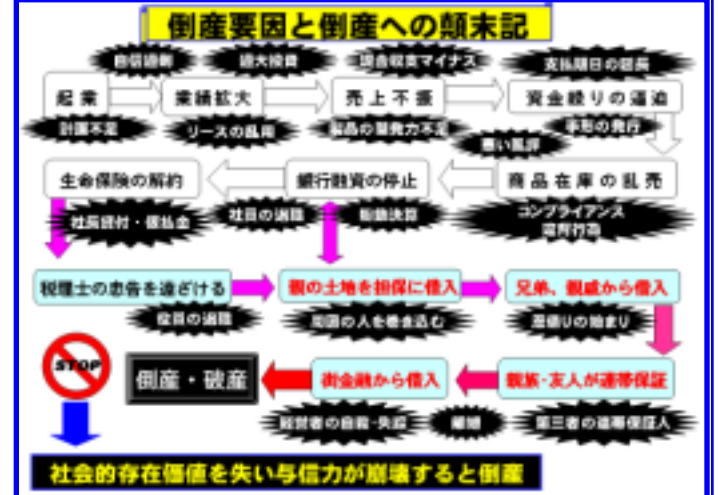 倒産要因と倒産への顛末記
自信過剰
過大投資
現金収支マイナス
支払期日の延長
起業
業績拡大
売上不振
資金繰りの逼迫
計画不足
リースの乱用
製品の開発力不足
手形の発行
悪い風評
生命保険の解約
銀行融資の停止
商品在庫の乱売
社長貸付・仮払金
社員の退職
粉飾決算
コンプライアンス
違背行為
税理士の忠告を遠ざける
親の土地を担保に借入
兄弟、親戚から借入
役員の退職
周囲の人を巻き込む
STOP
倒産・破産
街金融から借入
親族・友人が連帯保証
経営者の自殺・失踪
離婚
第三者の連帯保証人
社会的存在価値を失い与信力が崩壊すると倒産